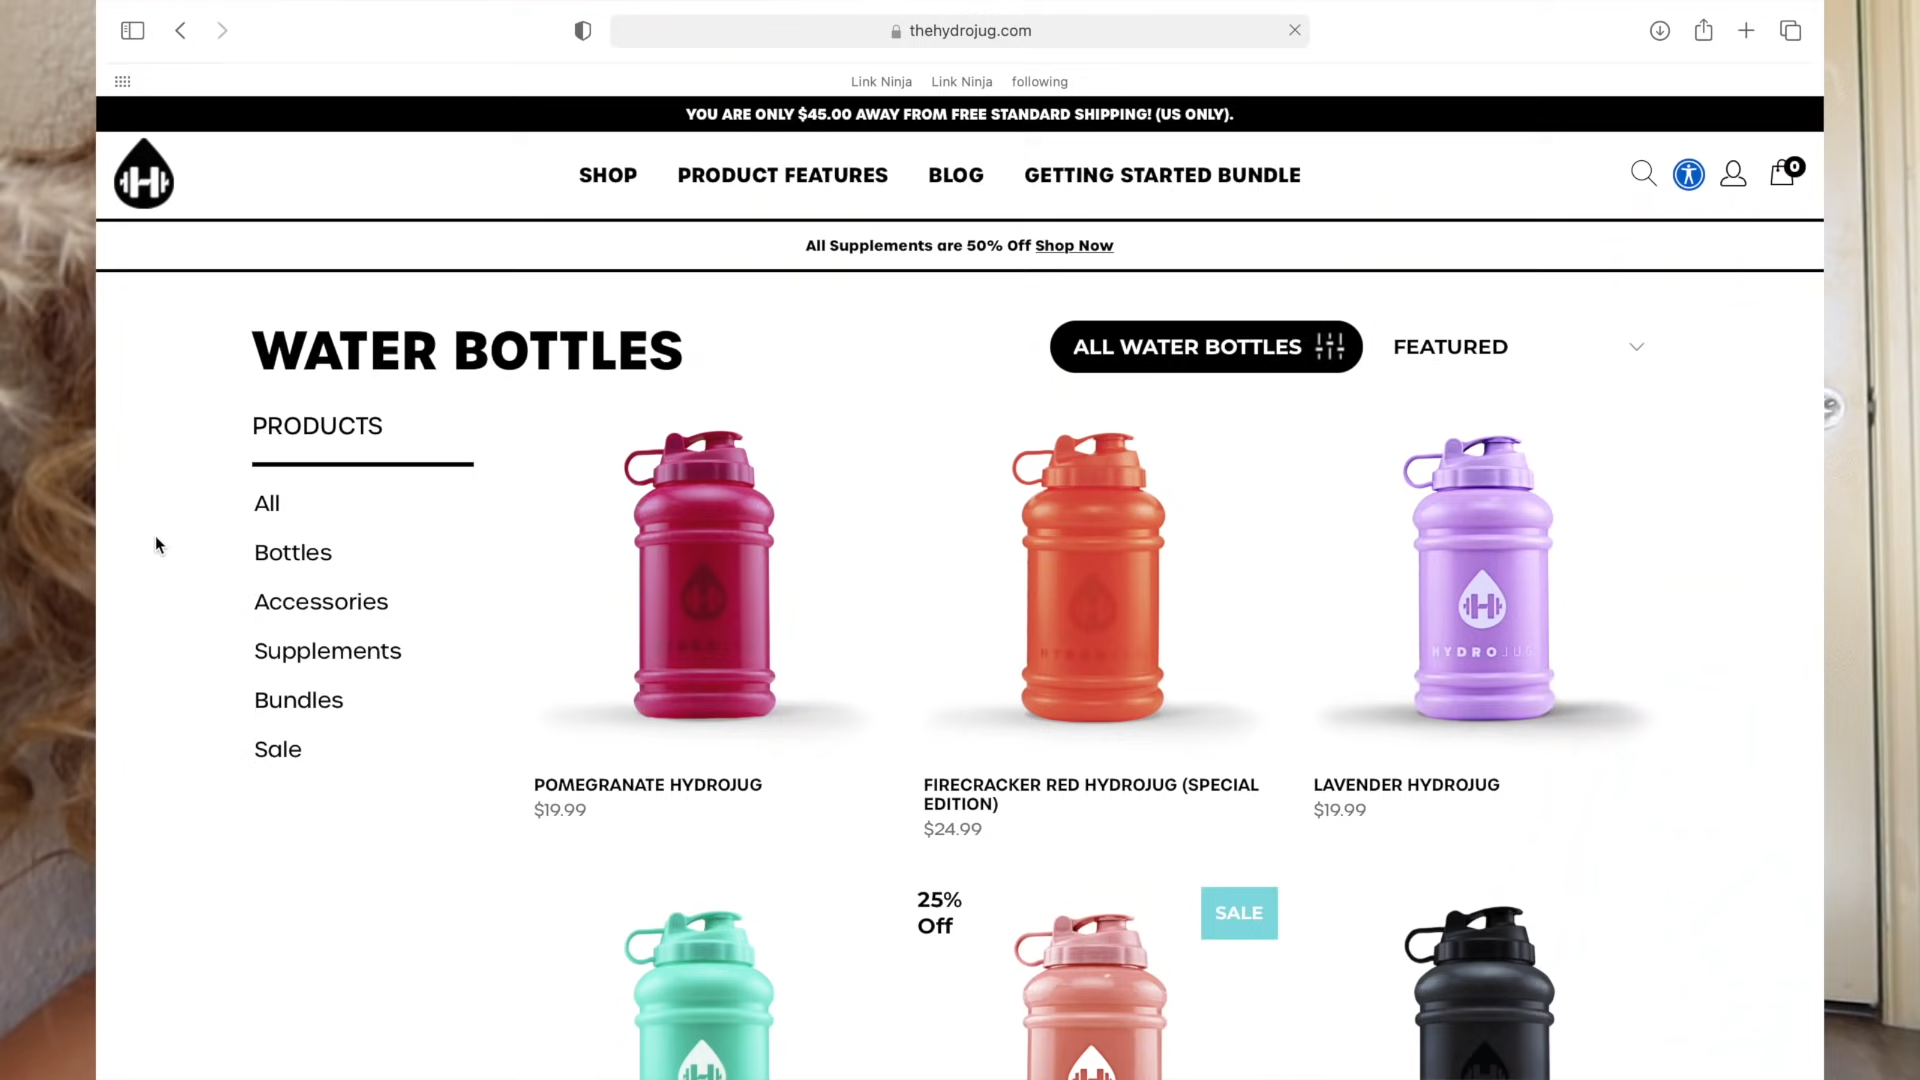 thehydrojug.com
Link Ninja Link Ninja following
YOU ARE ONLY $45.00 AWAY FROM FREE STANDARD SHIPPING! (US ONLY).
H
SHOP PRODUCT FEATURES BLOG GETTING STARTED BUNDLE
0
All Supplements are 50% Off Shop Now
WATER BOTTLES
ALL WATER BOTTLES
FEATURED
PRODUCTS
All
Bottles
Accessories
Supplements
Bundles
Sale
H
HYDROJUG
POMEGRANATE HYDROJUG
$19.99
FIRECRACKER RED HYDROJUG (SPECIAL
EDITION)
$24.99
LAVENDER HYDROJUG
$19.99
25%
Off
SALE